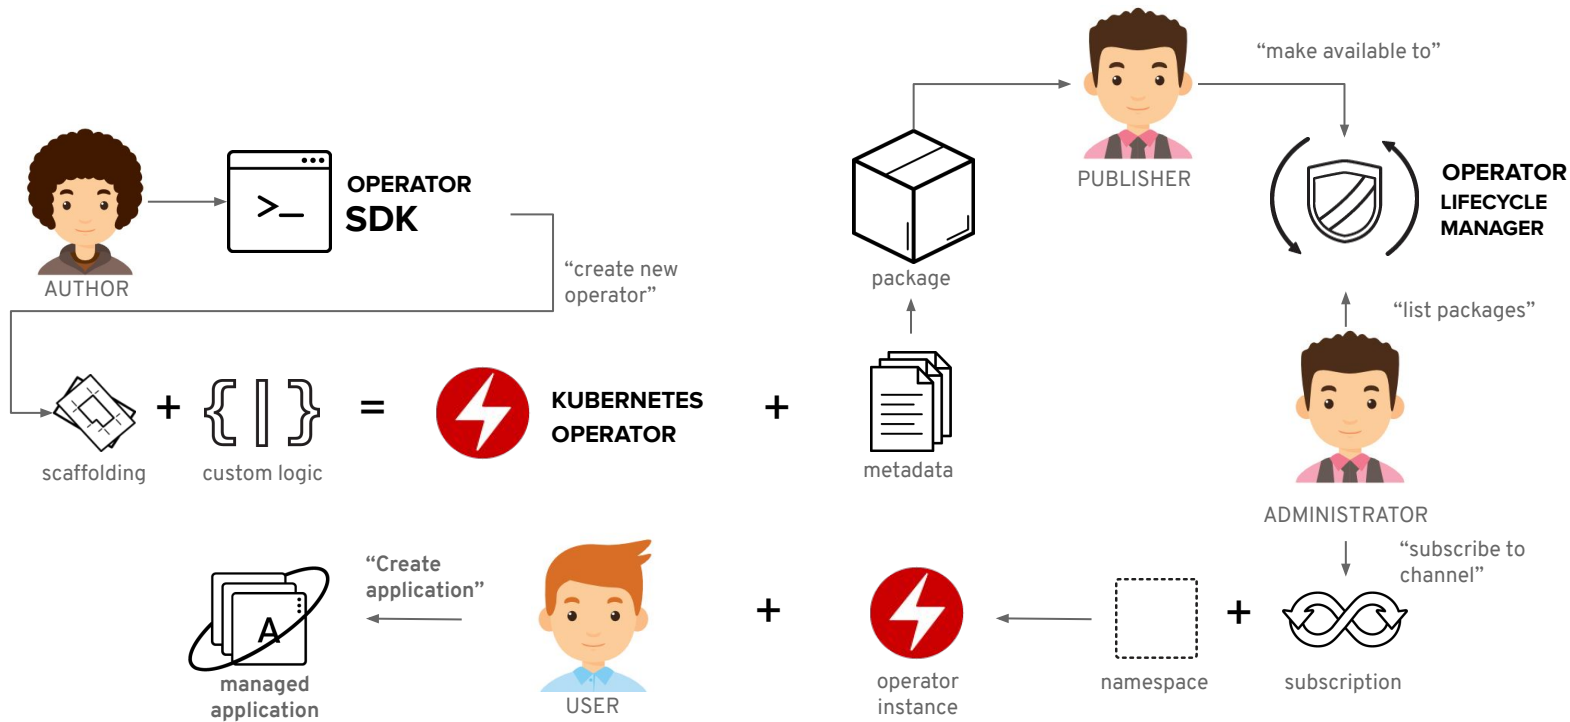 “make available to”
PUBLISHER
OPERATOR
LIFECYCLE
MANAGER
>_
OPERATOR
SDK
AUTHOR
“create new
operator”
package
“list packages”
{|}
KUBERNETES
OPERATOR
+
=
+
scaffolding
custom logic
metadata
ADMINISTRATOR
“subscribe to
channel”
“Create
application”
A
+
+
managed
application
USER
operator
instance
namespace
subscription